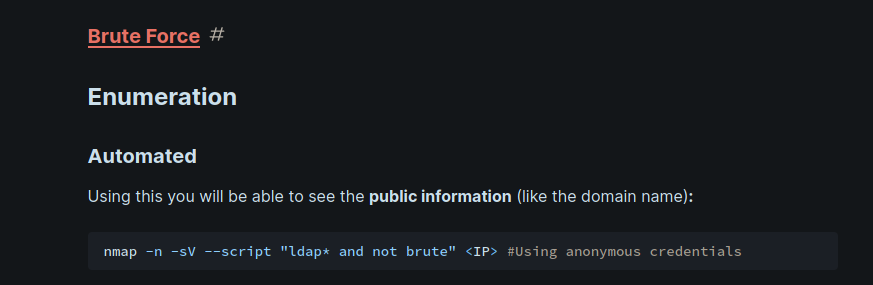 Brute Force #
Enumeration
Automated
Using this you will be able to see the public information (like the domain name):
nmap -n -sV --script "ldap* and not brute" <IP> #Using anonymous credentials